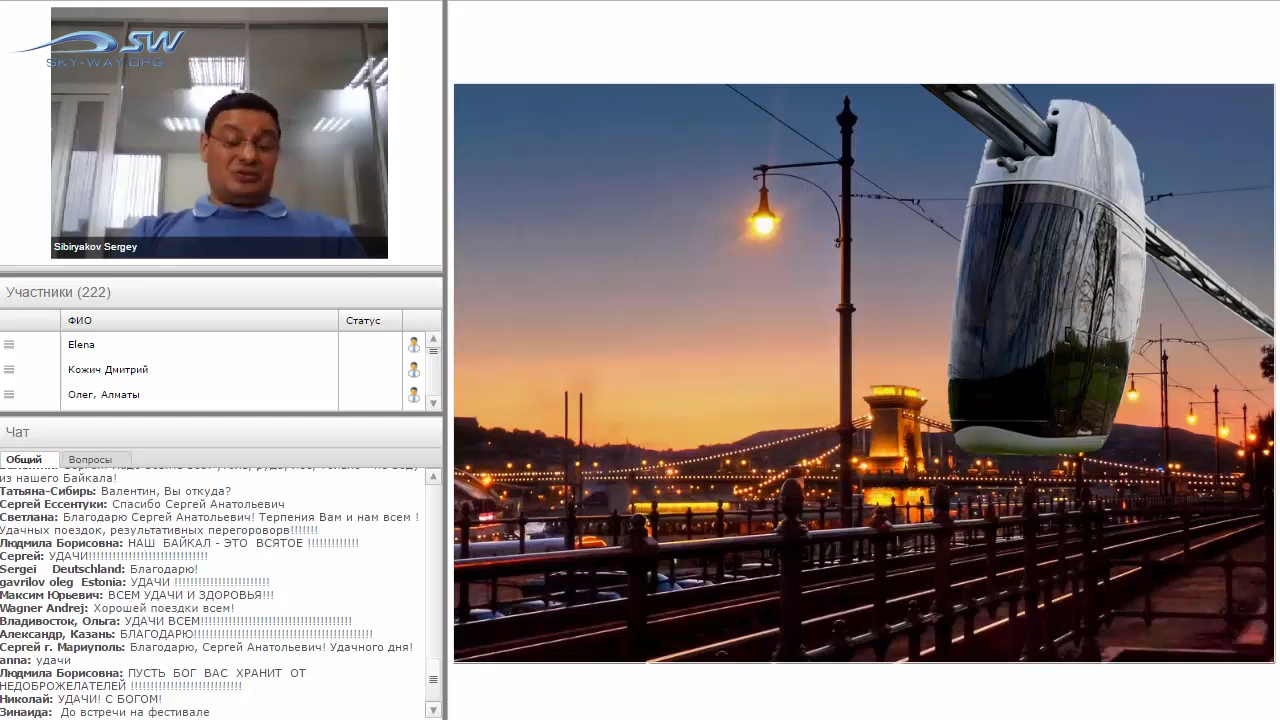 SW
SKY-WAY.ORG
Sibiryakov Sergey
Участники (222)
ФИО
Статус
Elena
Кожич Дмитрий
Олег, Алматы
Чат
Общий
Вопросы
из нашего Байкала!
Татьяна-Сибирь: Валентин, Вы откуда?
Сергей Ессентуки: Спасибо Сергей Анатольевич
Светлана: Благодарю Сергей Анатольевич! Терпения Вам и нам всем !
Удачных поездок, результативных перегороворв!!!!!!!
Людмила Борисовна: НАШ БАЙКАЛ - ЭТО ВСЯТОЕ !!!!!!!!!!!!!
Сергей: УДАЧИ!!!!!!!!!!!!!!!!!!!!!!!!!!!!!!
Sergei Deutschland: Благодарю!
gavrilov oleg Estonia: УДАЧИ !!!!!!!!!!!!!!!!!!!!!!!!
Максим Юрьевич: ВСЕМ УДАЧИ И ЗДОРОВЬЯ!!!
Wagner Andrej: Хорошей поездки всем!
Владивосток, Ольга: УДАЧИ ВСЕМ!!!!!!!!!!!!!!!!!!!!!!!!!!!!!!!!!!!!!!
Александр, Казань: БЛАГОДАРЮ!!!!!!!!!!!!!!!!!!!!!!!!!!!!!!!!!!!!!!!!!!!!!
Сергей г. Мариуполь: Благодарю, Сергей Анатольевич! Удачного дня!
anna: удачи
Людмила Борисовна: ПУСТЬ БОГ ВАС ХРАНИТ ОТ
НЕДОБРОЖЕЛАТЕЛЕЙ !!!!!!!!!!!!!!!!!!!!!!!!!!!!
Николай: УДАЧИ! С БОГОМ!
Зинаида: До встречи на фестивале